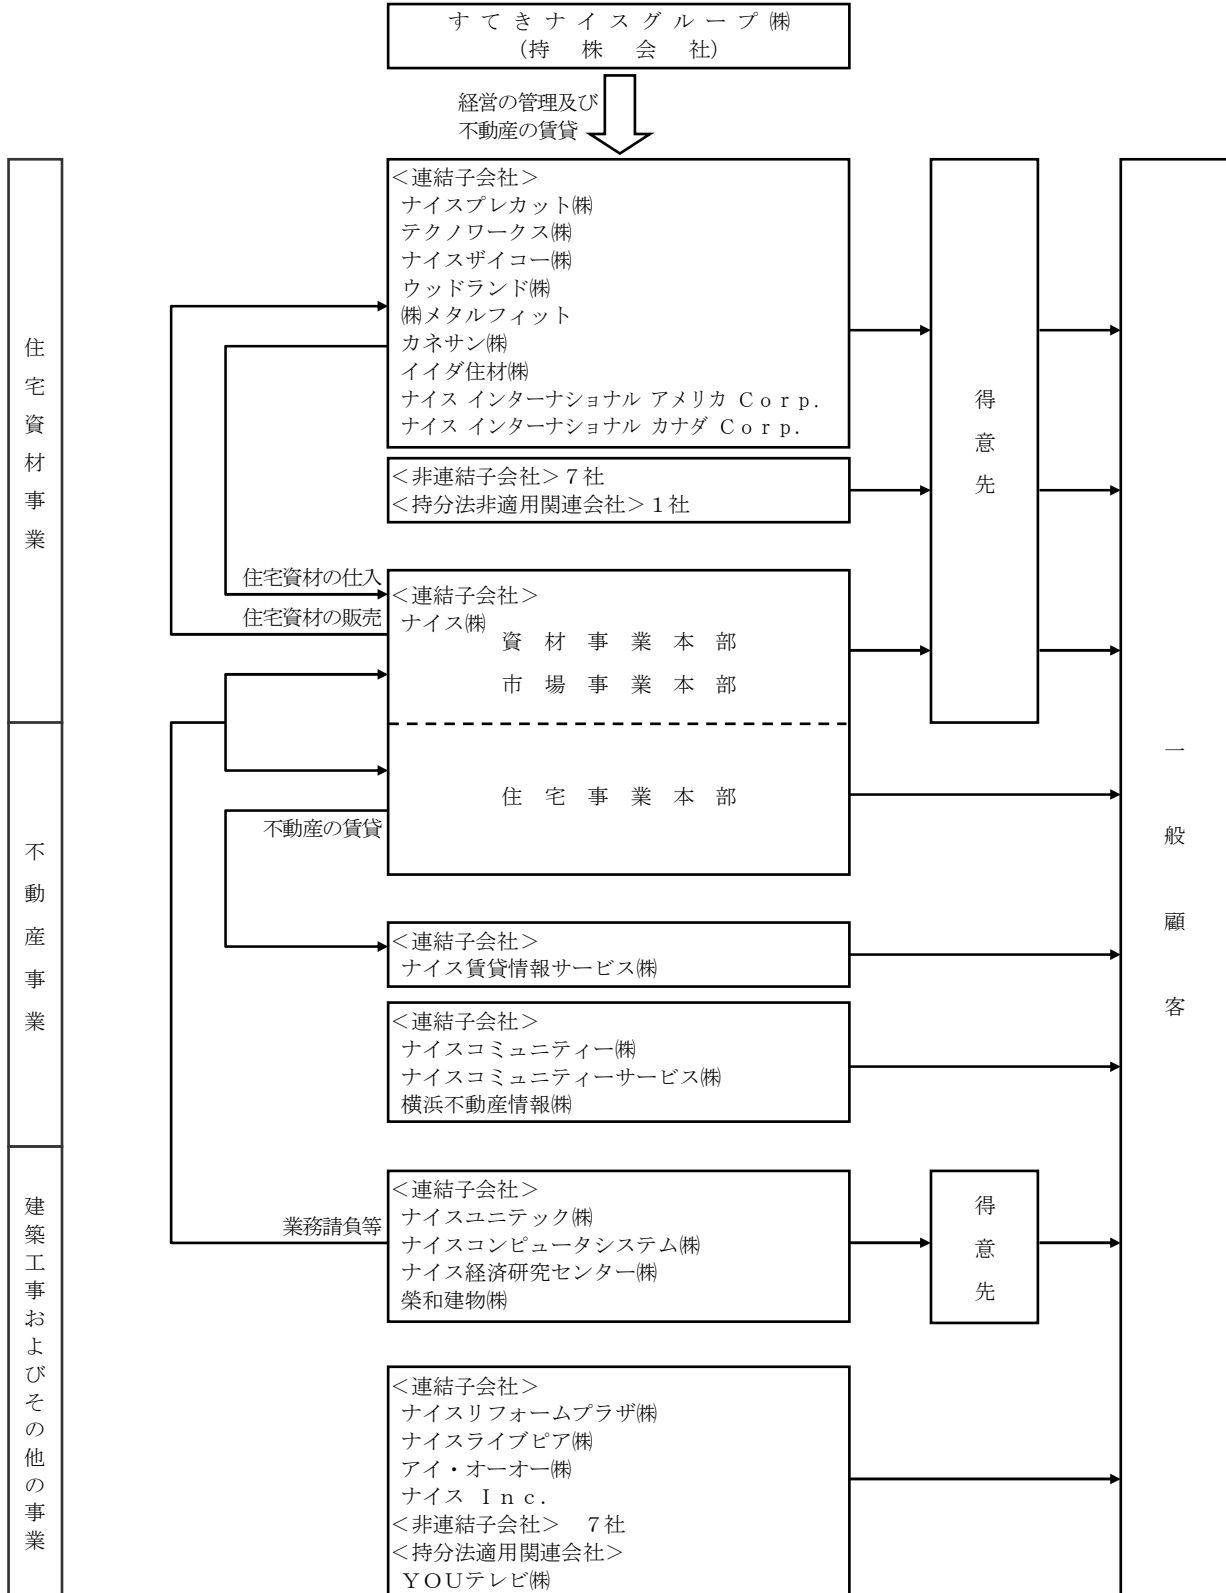 すてきナイスグループ㈱
(持株会社)
経営の管理及び
不動産の賃貸
住宅資材事業
＜連結子会社＞
ナイスプレカット㈱
テクノワークス㈱
ナイスザイコー㈱
ウッドランド㈱
㈱メタルフィット
カネサン㈱
イイダ住材㈱
ナイス インターナショナル アメリカ Ｃｏｒｐ.
ナイス インターナショナル カナダ Ｃｏｒｐ.
＜非連結子会社＞７社
＜持分法非適用関連会社＞１社
得意先
住宅資材の仕入
住宅資材の販売
＜連結子会社＞
ナイス㈱
資材事業本部
市場事業本部
住宅事業本部
一般顧客
不動産事業
不動産の賃貸
＜連結子会社＞
ナイス賃貸情報サービス㈱
＜連結子会社＞
ナイスコミュニティー㈱
ナイスコミュニティーサービス㈱
横浜不動産情報㈱
建築工事およびその他の事業
業務請負等
＜連結子会社＞
ナイスユニテック㈱
ナイスコンピュータシステム㈱
ナイス経済研究センター㈱
榮和建物㈱
得意先
＜連結子会社＞
ナイスリフォームプラザ㈱
ナイスライブピア㈱
アイ・オーオー㈱
ナイス Ｉｎｃ.
＜非連結子会社＞　７社
＜持分法適用関連会社＞
ＹＯＵテレビ㈱